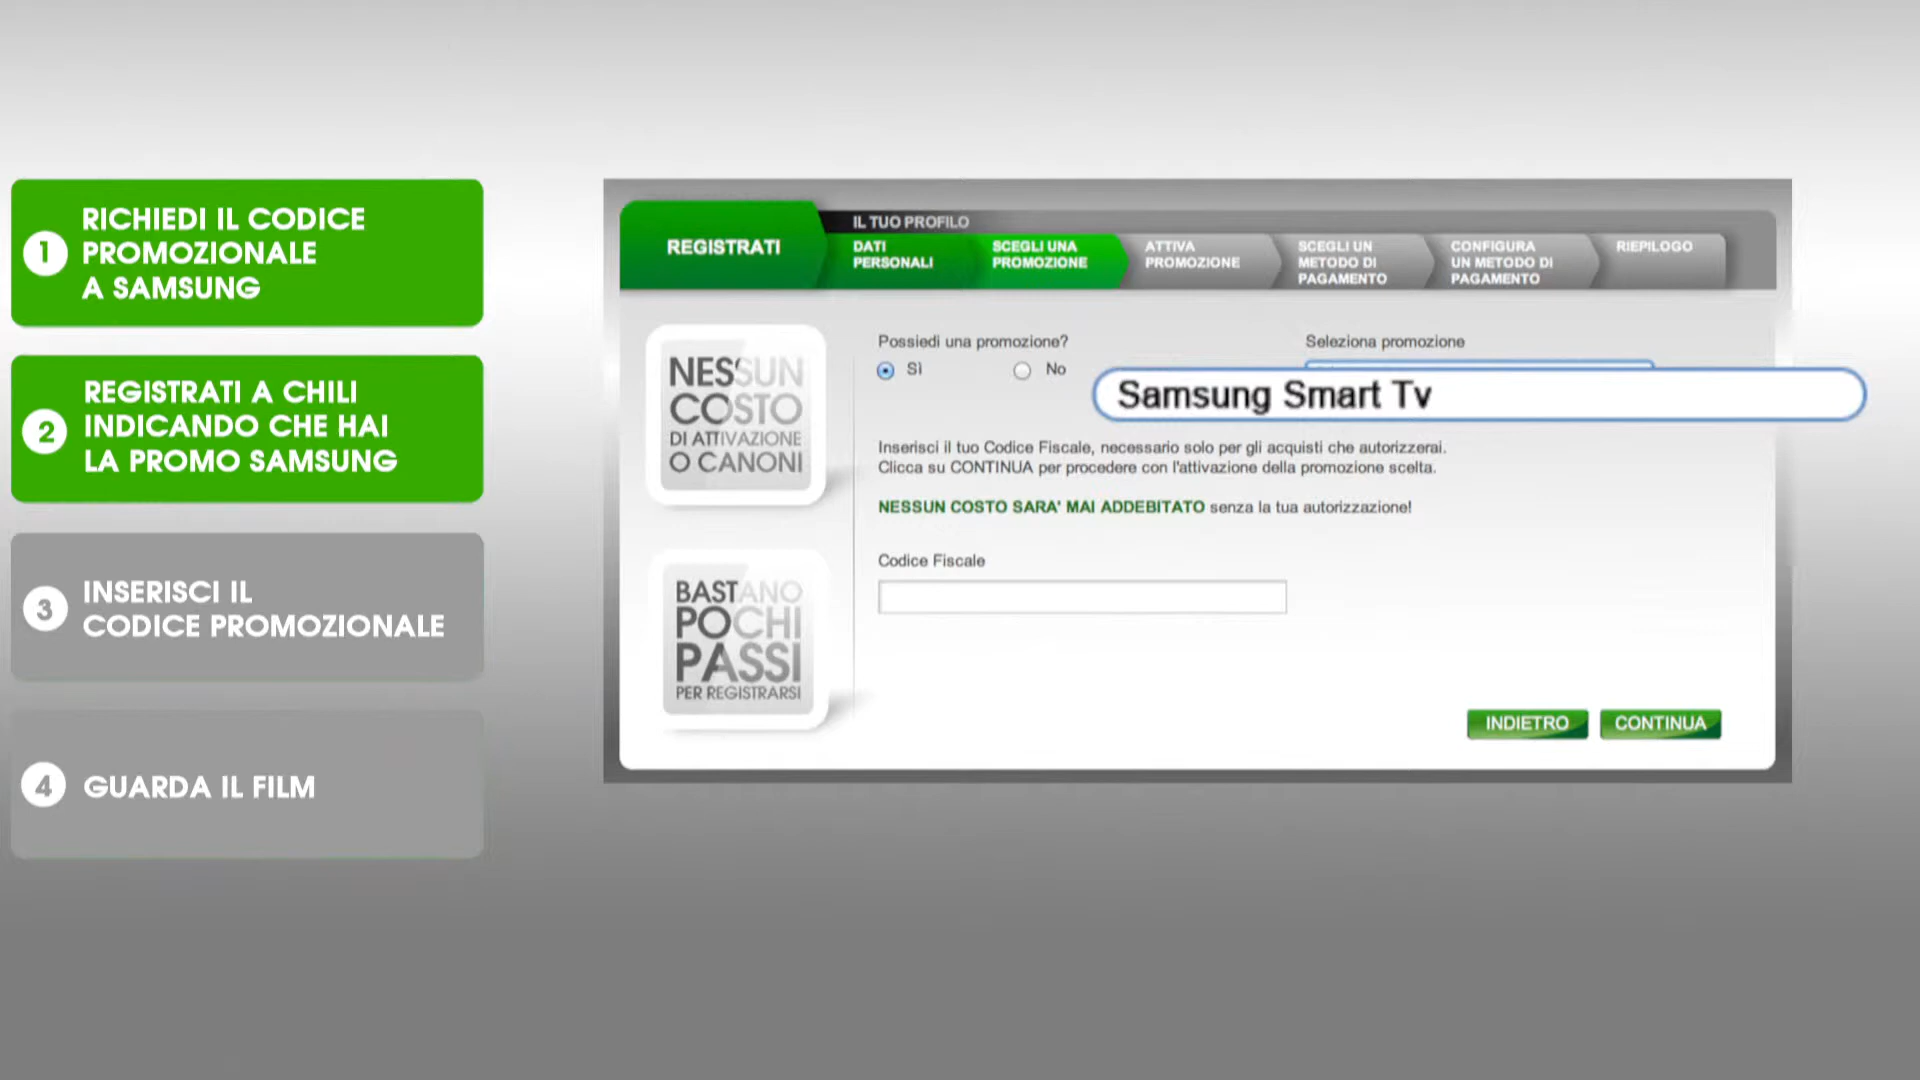 1
RICHIEDI IL CODICE
PROMOZIONALE
A SAMSUNG
2
REGISTRATI A CHILI
INDICANDO CHE HAI
LA PROMO SAMSUNG
3
INSERISCI IL
CODICE PROMOZIONALE
4
GUARDA IL FILM
REGISTRATI
IL TUO PROFILO
DATI
PERSONALI
SCEGLI UNA
PROMOZIONE
ATTIVA
PROMOZIONE
SCEGLI UN
METODO DI
PAGAMENTO
CONFIGURA
UN METODO DI
PAGAMENTO
RIEPILOGO
NESSUN
COSTO
DI ATTIVAZIONE
O CANONI
BASTANO
POCHI
PASSI
PER REGISTRARSI
Possiedi una promozione?
Sì
No
Seleziona promozione
Samsung Smart Tv
Inserisci il tuo Codice Fiscale, necessario solo per gli acquisti che autorizzerai.
Clicca su CONTINUA per procedere con l'attivazione della promozione scelta.
NESSUN COSTO SARA' MAI ADDEBITATO senza la tua autorizzazione!
Codice Fiscale
INDIETRO
CONTINUA